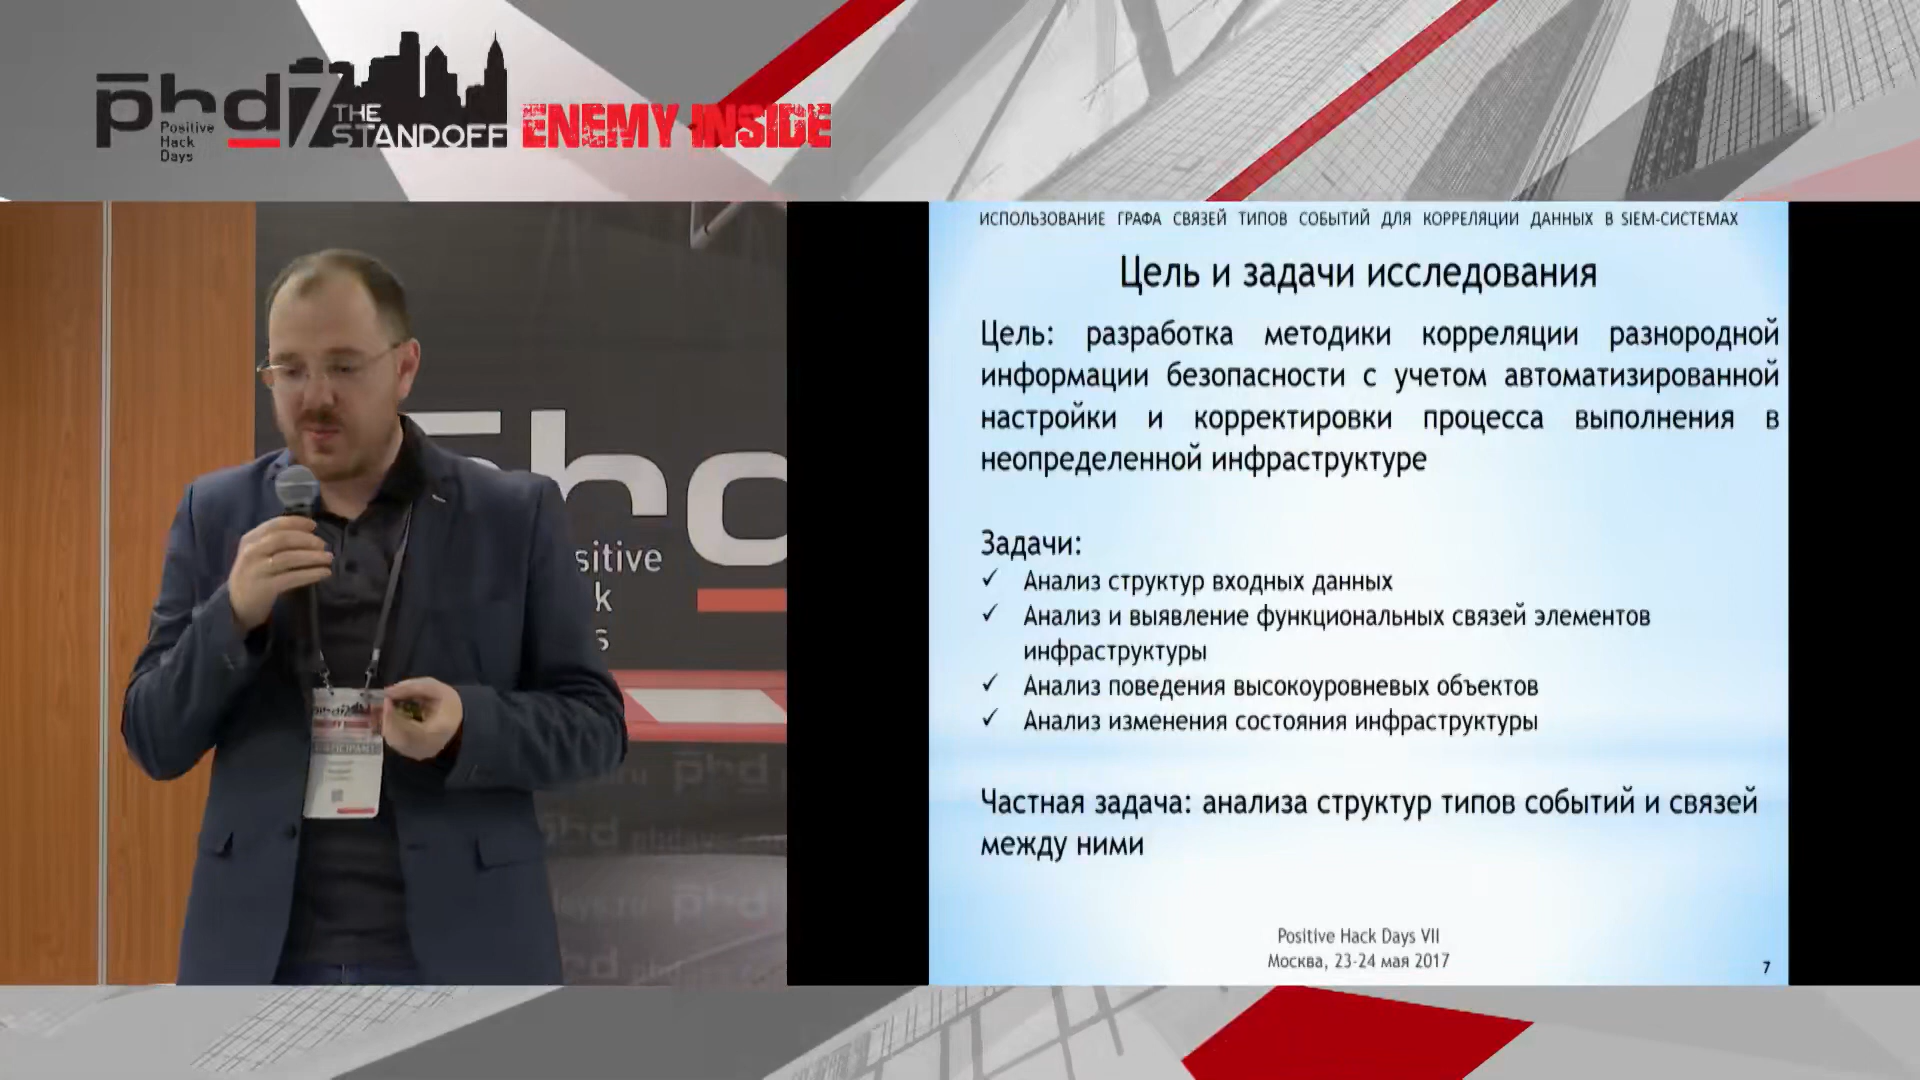 phd7
Positive
Hack
Days
THE
STANDOFF
ENEMY INSIDE
sitive
k
s
PARTICIPANT
ИСПОЛЬЗОВАНИЕ ГРАФА СВЯЗЕЙ ТИПОВ СОБЫТИЙ ДЛЯ КОРРЕЛЯЦИИ ДАННЫХ В SIEM-СИСТЕМАХ
Цель и задачи исследования
Цель: разработка методики корреляции разнородной
информации безопасности с учетом автоматизированной
настройки и корректировки процесса выполнения в
неопределенной инфраструктуре
Задачи:
✓ Анализ структур входных данных
✓ Анализ и выявление функциональных связей элементов
инфраструктуры
✓ Анализ поведения высокоуровневых объектов
✓ Анализ изменения состояния инфраструктуры
Частная задача: анализа структур типов событий и связей
между ними
Positive Hack Days VII
Москва, 23-24 мая 2017
7